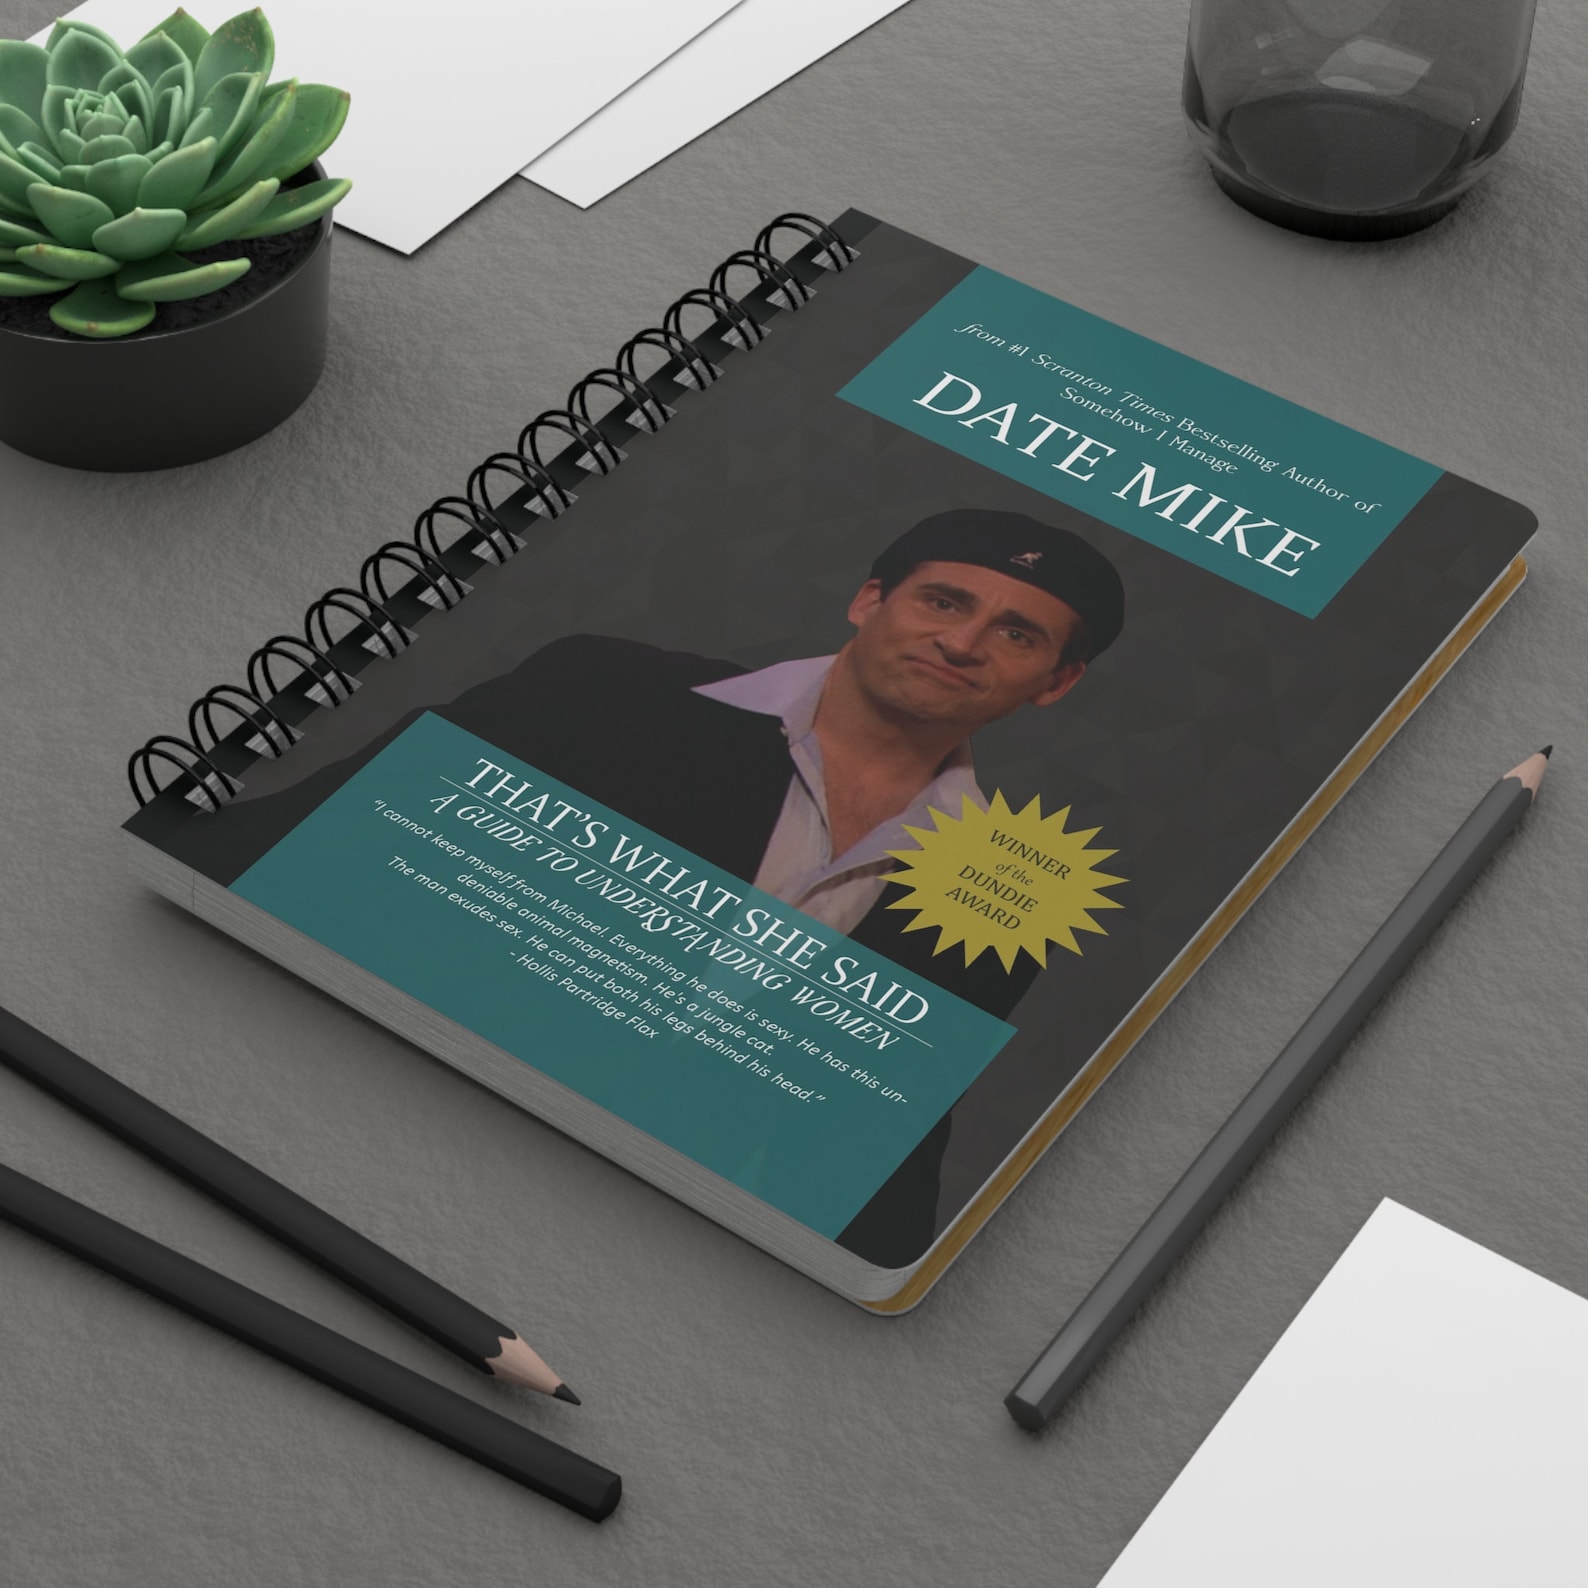 from #1 Scranton Times Bestselling Author of
Somehow I Manage
DATE MIKE
WINNER
of the
DUNDIE
AWARD
THAT'S WHAT SHE SAID
A GUIDE TO UNDERSTANDING WOMEN
"I cannot keep myself from Michael. Everything he does is sexy. He has this un-
deniable animal magnetism. He's a jungle cat.
The man exudes sex. He can put both his legs behind his head."
- Hollis Partridge Flax